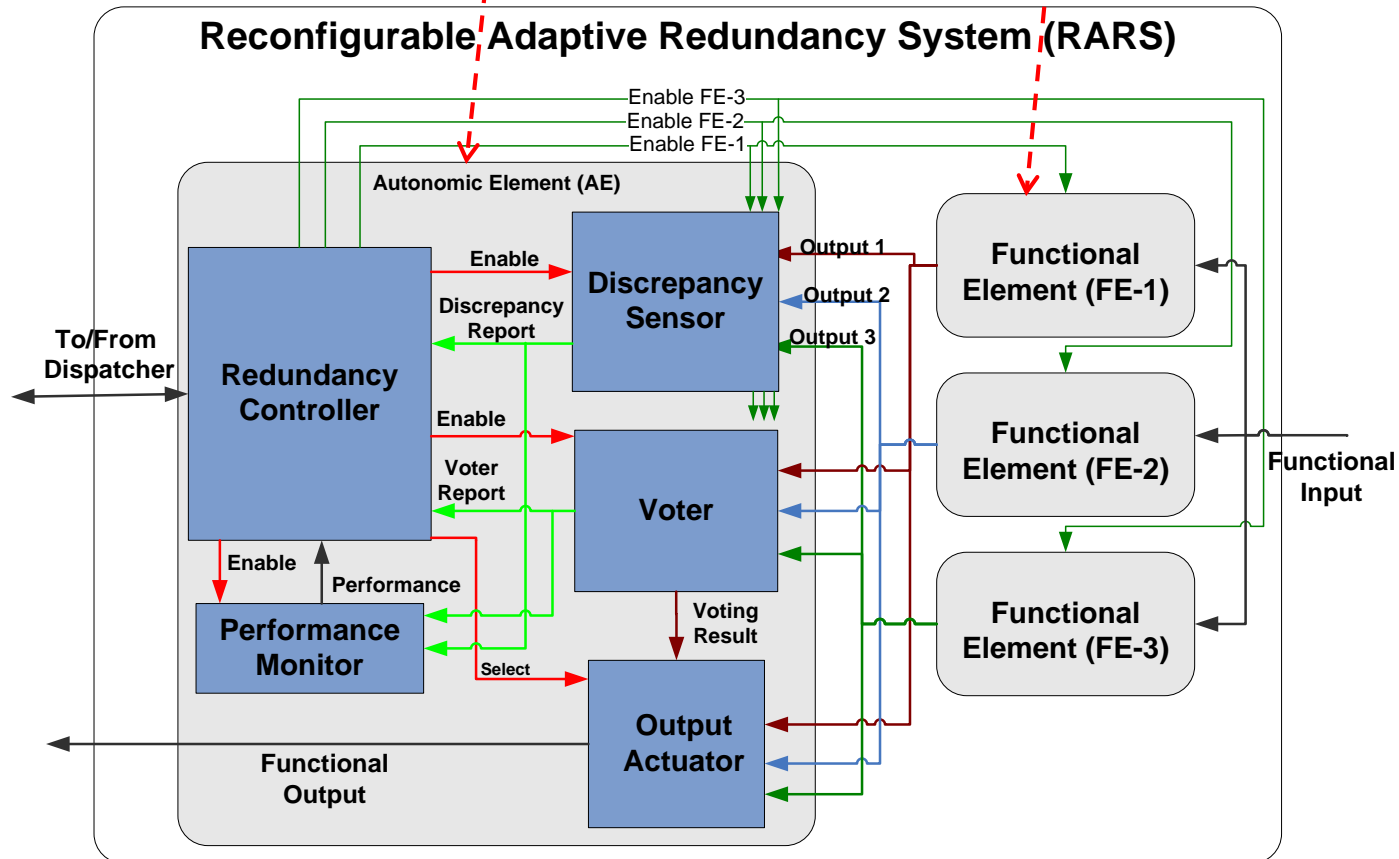 Reconfigurable Adaptive Redundancy System (RARS)
Enable FE-3
Enable FE-2
Enable FE-1
Autonomic Element (AE)
Enable
Discrepancy
Report
Discrepancy
Sensor
Output 1
Output 2
Output 3
Functional
Element (FE-1)
To/From
Dispatcher
Redundancy
Controller
Enable
Voter
Report
Voter
Functional
Element (FE-2)
Functional
Input
Enable
Performance
Performance
Monitor
Select
Voting
Result
Functional
Element (FE-3)
Output
Actuator
Functional
Output